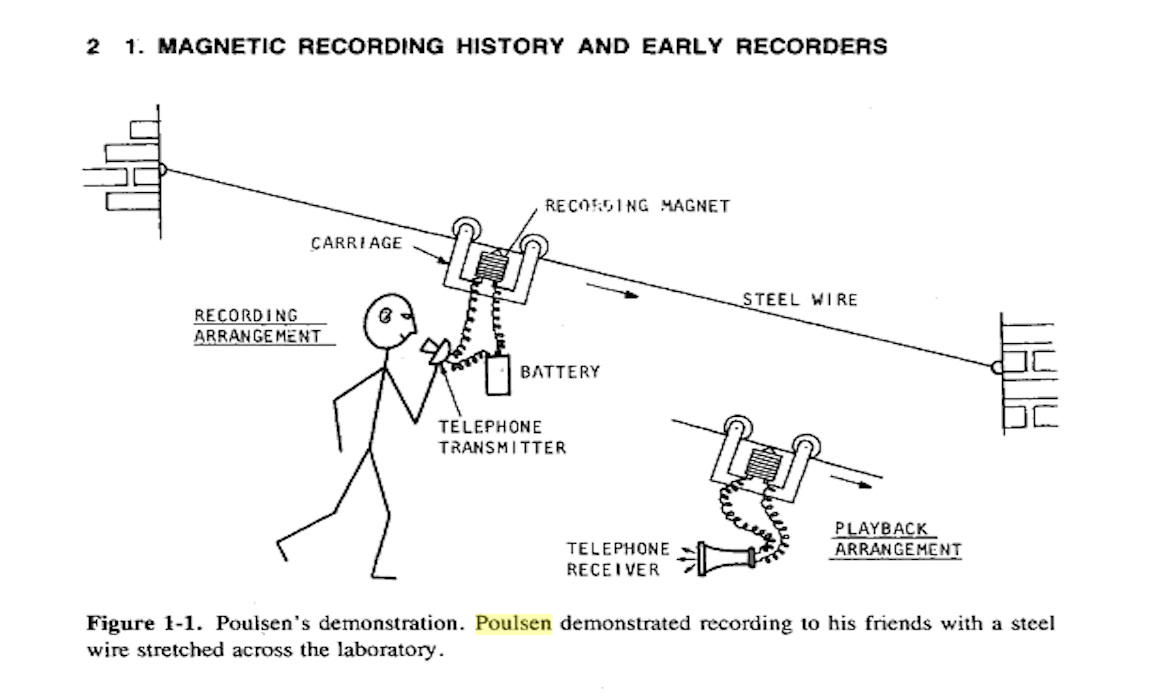 2 1. MAGNETIC RECORDING HISTORY AND EARLY RECORDERS
RECORDING MAGNET
CARRIAGE
STEEL WIRE
RECORDING
ARRANGEMENT
BATTERY
TELEPHONE
TRANSMITTER
PLAYBACK
ARRANGEMENT
TELEPHONE
RECEIVER
Figure 1-1. Poulsen's demonstration. Poulsen demonstrated recording to his friends with a steel
wire stretched across the laboratory.